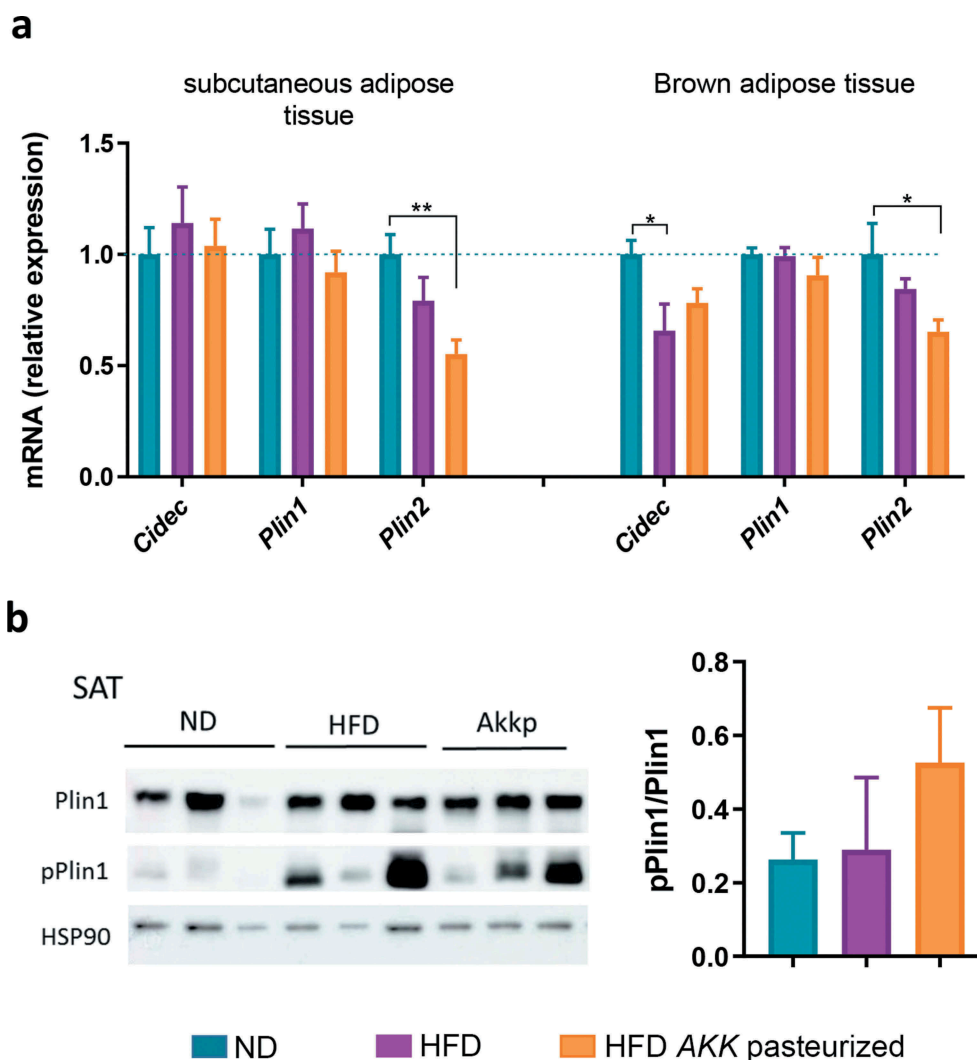 a
subcutaneous adipose
tissue
Brown adipose tissue
mRNA (relative expression)
1.5
1.0
0.5
0.0
**
*
*
Cidec
Plin1
Plin2
Cidec
Plin1
Plin2
b
SAT
ND
HFD
Akkp
Plin1
pPlin1
HSP90
pPlin1/Plin1
0.8
0.6
0.4
0.2
0.0
ND
HFD
HFD AKK pasteurized